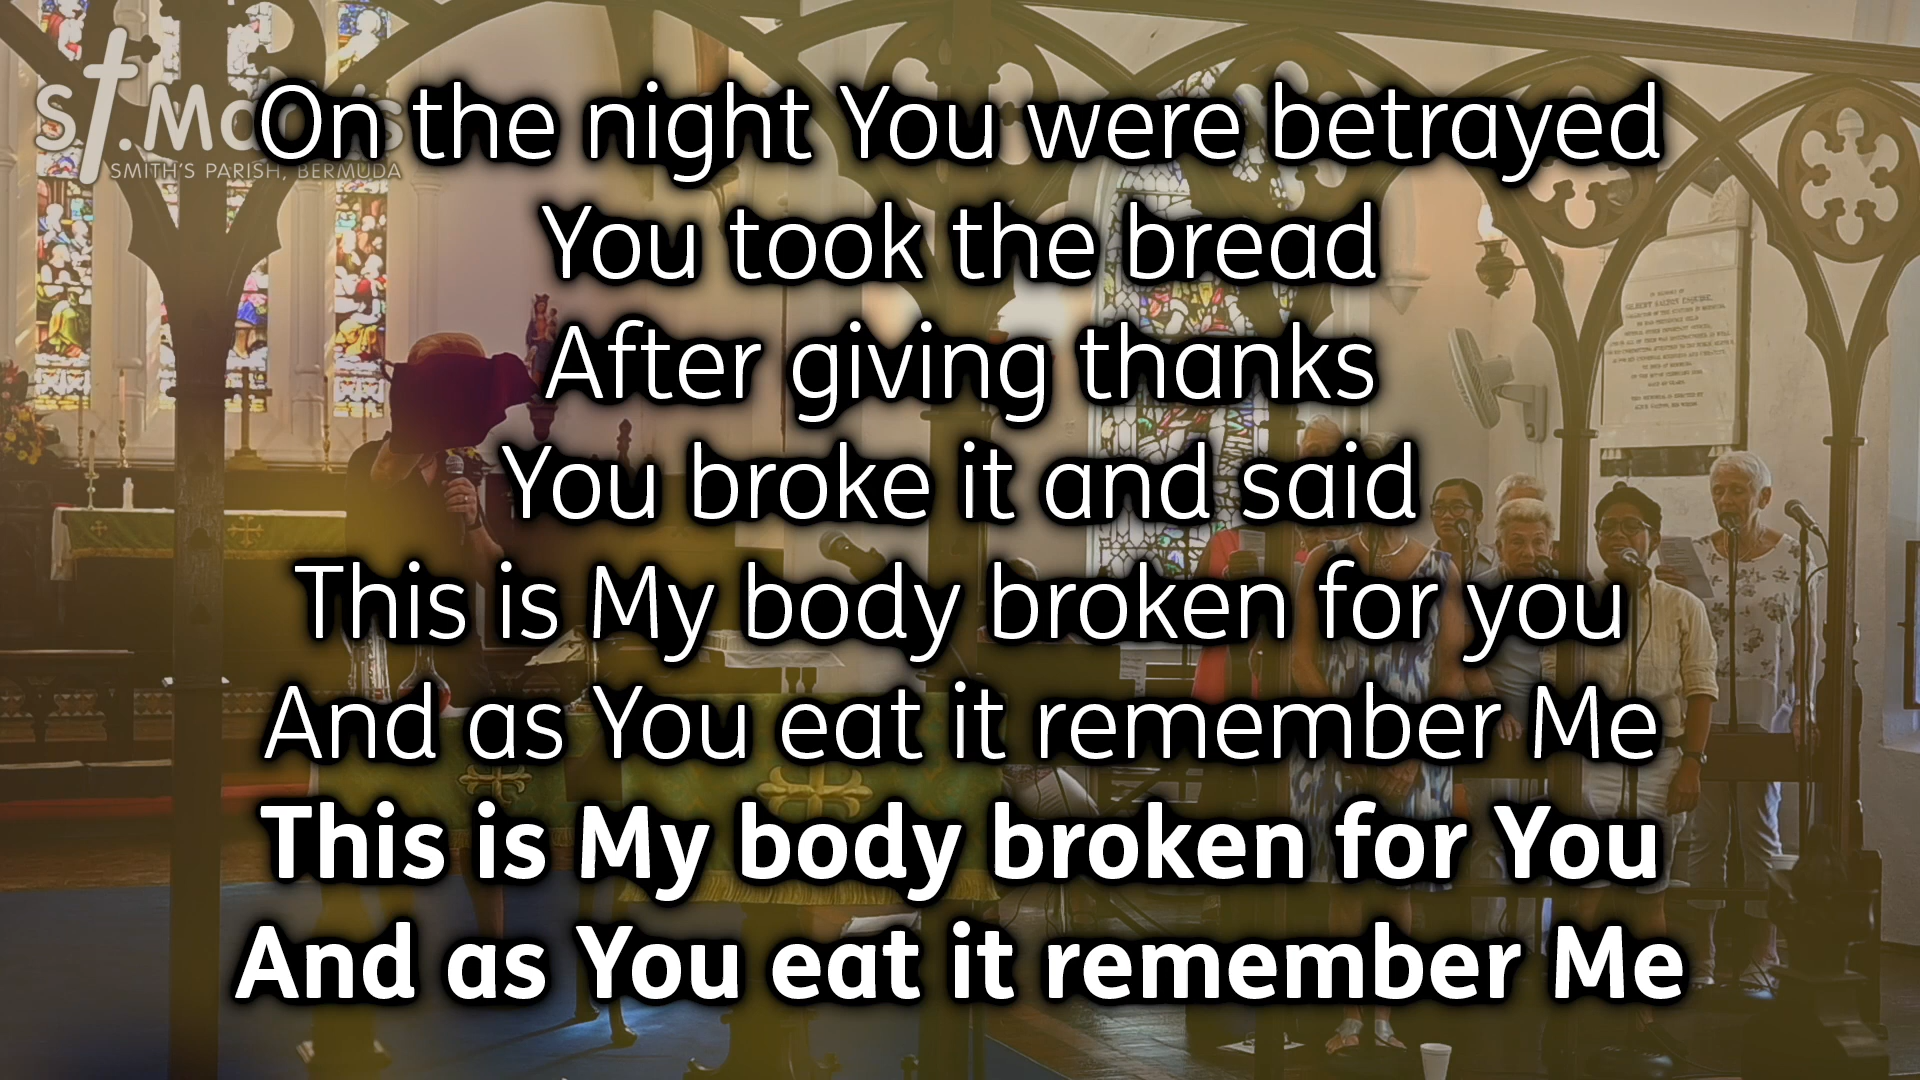 St. Ma 's
SMITH'S PARISH, BERMUDA
On the night You were betrayed
You took the bread
After giving thanks
You broke it and said
This is My body broken for you
And as You eat it remember Me
This is My body broken for You
And as You eat it remember Me